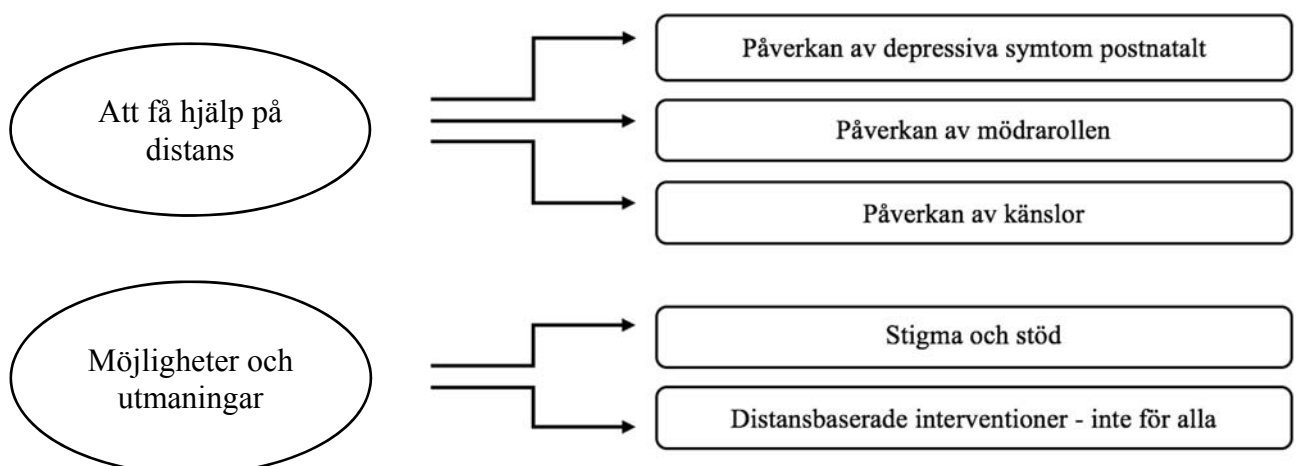 Att få hjälp på
distans
Påverkan av depressiva symtom postnatalt
Påverkan av mödrarollen
Påverkan av känslor
Möjligheter och
utmaningar
Stigma och stöd
Distansbaserade interventioner - inte för alla